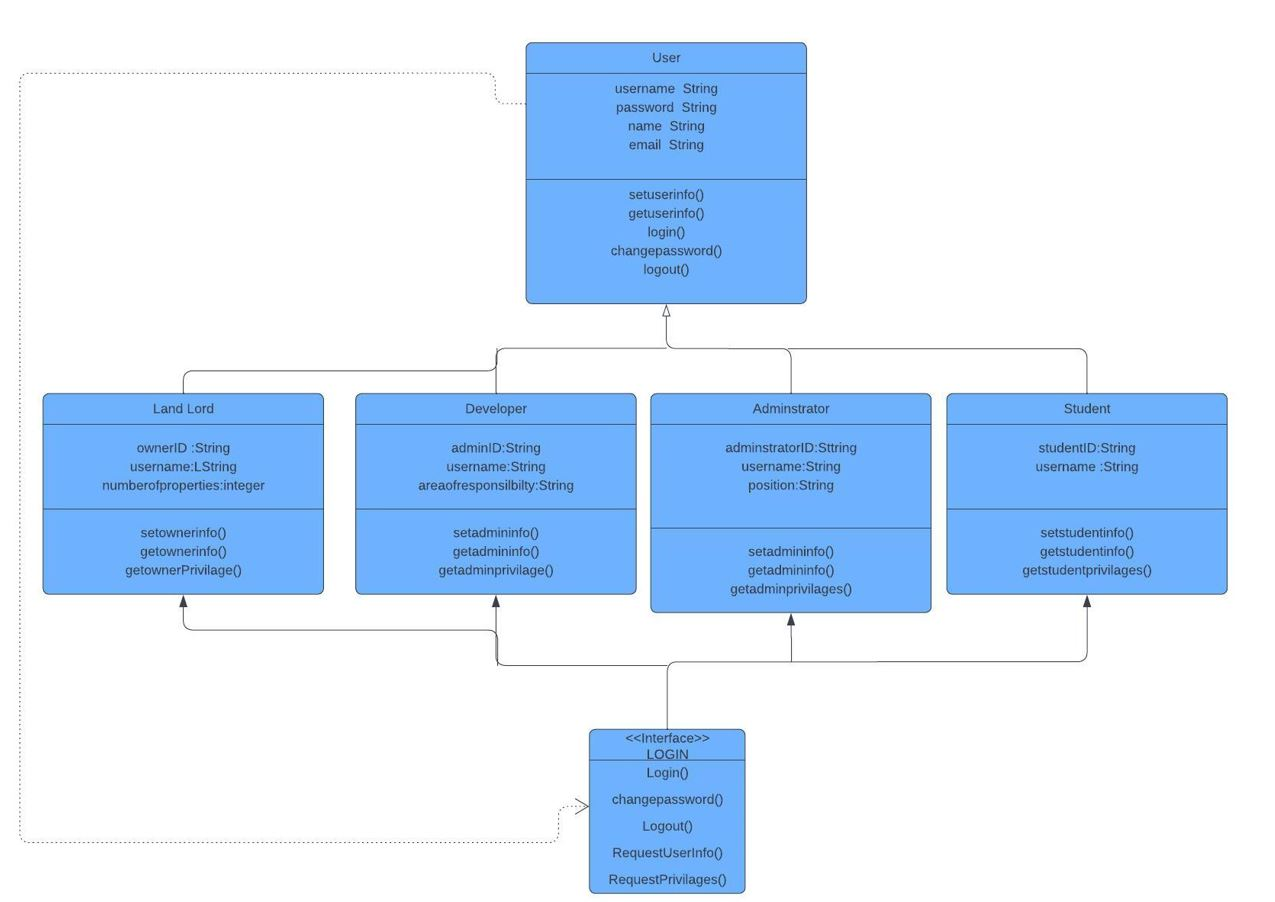 User
username  String
password  String
name  String
email  String
setuserinfo()
getuserinfo()
login()
changepassword()
logout()
Land Lord
ownerID :String
username:LString
numberofproperties:integer
setownerinfo()
getownerinfo()
getownerPrivilage()
Developer
adminID:String
username:String
areaofresponsilbilty:String
setadmininfo()
getadmininfo()
getadminprivilage()
Adminstrator
adminstratorID:Sttring
username:String
position:String
setadmininfo()
getadmininfo()
getadminprivilages()
Student
studentID:String
username :String
setstudentinfo()
getstudentinfo()
getstudentprivilages()
<<Interface>>
LOGIN
Login()
changepassword()
Logout()
RequestUserInfo()
RequestPrivilages()